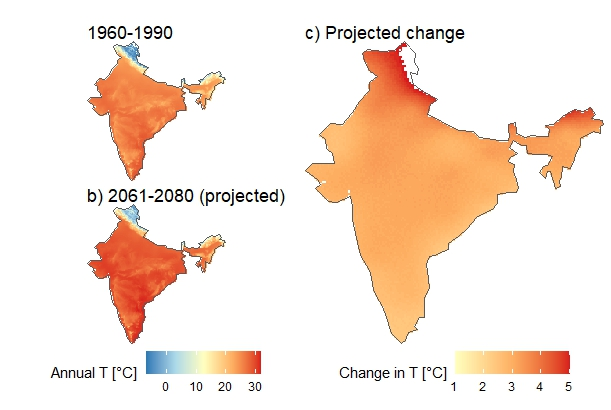 1960-1990
c) Projected change
b) 2061-2080 (projected)
Annual T [°C]
0 10 20 30
Change in T [°C]
1 2 3 4 5